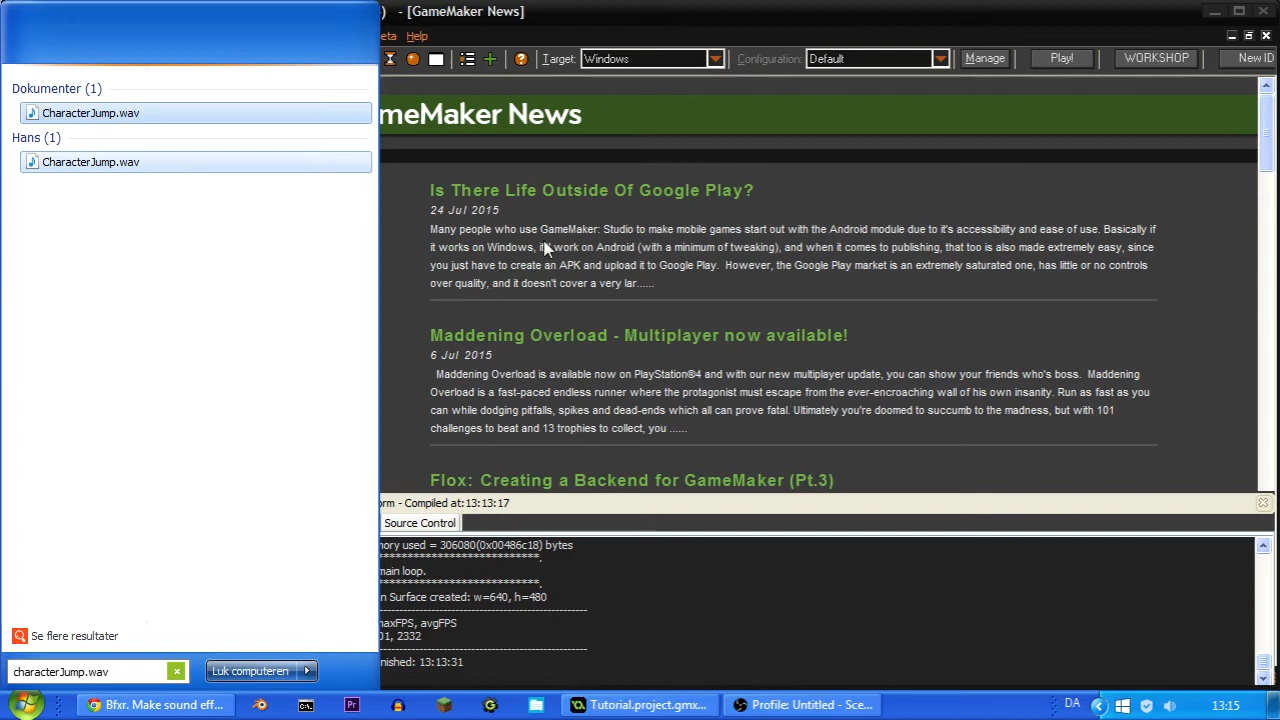 ) - [GameMaker News]
eta Help
Target: Windows Configuration: Default Manage Play! WORKSHOP New ID
Dokumenter (1)
CharacterJump.wav
Hans (1)
CharacterJump.wav
meMaker News
Is There Life Outside Of Google Play?
24 Jul 2015
Many people who use GameMaker: Studio to make mobile games start out with the Android module due to it's accessibility and ease of use. Basically if
it works on Windows, it work on Android (with a minimum of tweaking), and when it comes to publishing, that too is also made extremely easy, since
you just have to create an APK and upload it to Google Play. However, the Google Play market is an extremely saturated one, has little or no controls
over quality, and it doesn't cover a very lar......
Maddening Overload - Multiplayer now available!
6 Jul 2015
Maddening Overload is available now on PlayStation®4 and with our new multiplayer update, you can show your friends who's boss. Maddening
Overload is a fast-paced endless runner where the protagonist must escape from the ever-encroaching wall of his own insanity. Run as fast as you
can while dodging pitfalls, spikes and dead-ends which all can prove fatal. Ultimately you're doomed to succumb to the madness, but with 101
challenges to beat and 13 trophies to collect, you ......
Flox: Creating a Backend for GameMaker (Pt.3)
orm - Compiled at:13:13:17
Source Control
mory used = 306080(0x00486c18) bytes
***************************.
main loop.
***************************.
n Surface created: w=640, h=480
-----------------------------------------------
maxFPS, avgFPS
01, 2332
-----------------------------------------------
nished: 13:13:31
Se flere resultater
characterJump.wav
Luk computeren
Bfxr. Make sound eff...
Pr
Tutorial.project.gmx...
Profile: Untitled - Sce...
DA
13:15